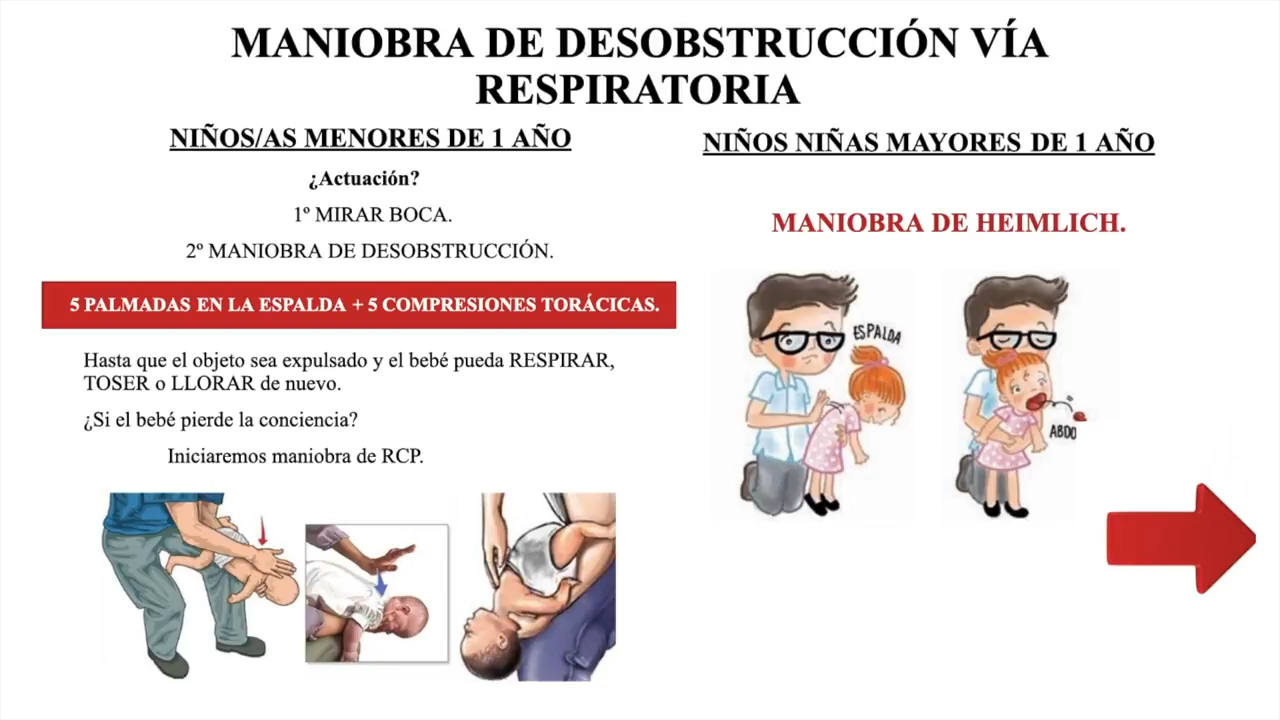 MANIOBRA DE DESOBSTRUCCIÓN VÍA
RESPIRATORIA
NIÑOS/AS MENORES DE 1 AÑO
¿Actuación?
1º MIRAR BOCA.
2º MANIOBRA DE DESOBSTRUCCIÓN.
5 PALMADAS EN LA ESPALDA + 5 COMPRESIONES TORÁCICAS.
Hasta que el objeto sea expulsado y el bebé pueda RESPIRAR,
TOSER o LLORAR de nuevo.
¿Si el bebé pierde la conciencia?
Iniciaremos maniobra de RCP.
NIÑOS NIÑAS MAYORES DE 1 AÑO
MANIOBRA DE HEIMLICH.
ESPALDA
ABDO